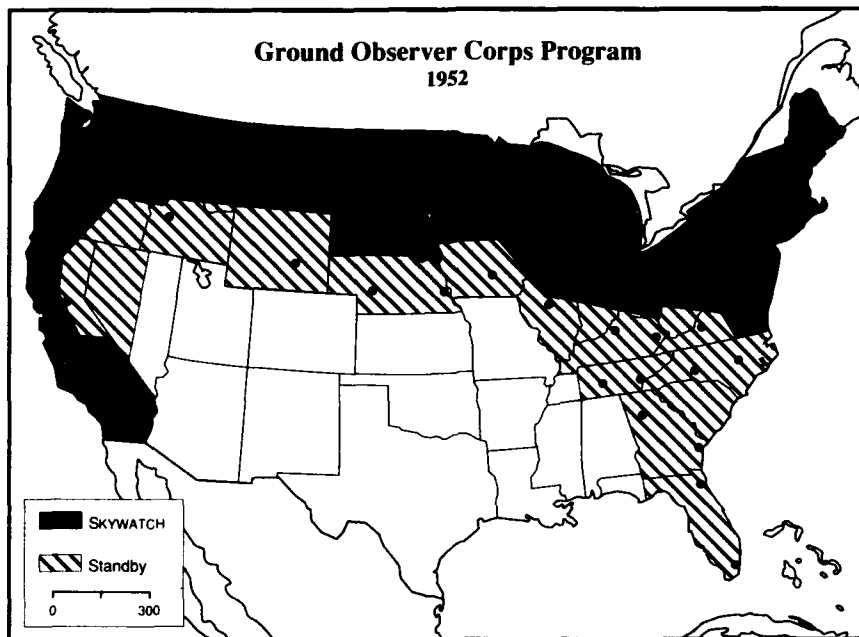 Ground Observer Corps Program
1952
SKYWATCH
Standby
0 300